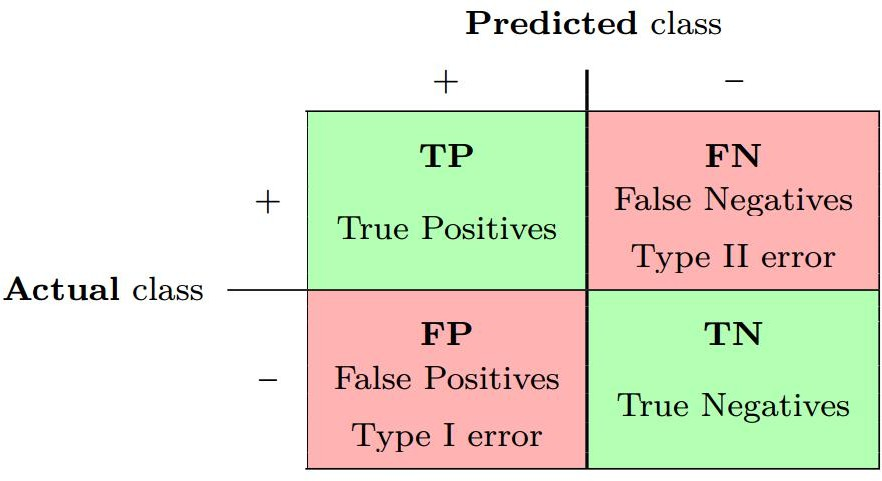 Predicted class
+ –
TP FN
+ True Positives False Negatives
Type II error
Actual class
FP TN
– False Positives True Negatives
Type I error